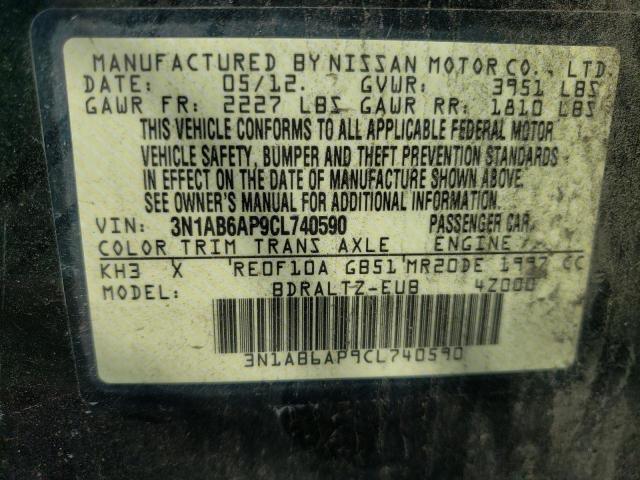 MANUFACTURED BY NISSAN MOTOR CO., LTD.
DATE: 05/12. GVWR: 3951 LBS
GAWR FR: 2227 LBS GAWR RR: 1810 LBS
THIS VEHICLE CONFORMS TO ALL APPLICABLE FEDERAL MOTOR
VEHICLE SAFETY, BUMPER AND THEFT PREVENTION STANDARDS
IN EFFECT ON THE DATE OF MANUFACTURE SHOWN ABOVE.
SEE OWNER'S MANUAL FOR ADDITIONAL INFORMATION.
VIN: 3N1AB6AP9CL740590 PASSENGER CAR
COLOR TRIM TRANS AXLE ENGINE
KH3 X RE0F10A GB51 MR20DE 1997 CC
MODEL: BDRALTZ-EUB 4Z000
3N1AB6AP9CL740590